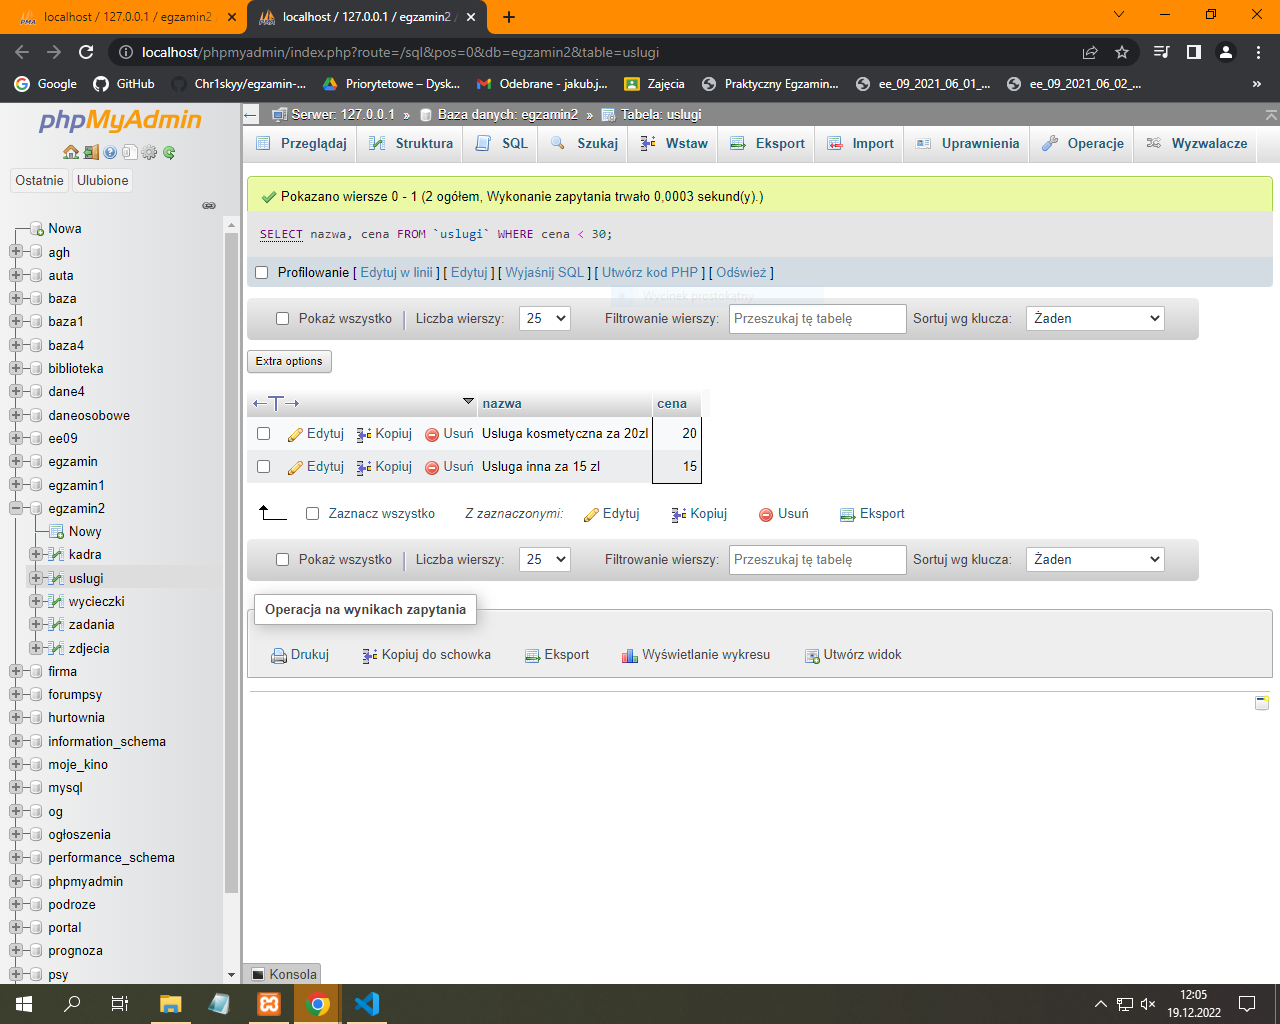 localhost / 127.0.0.1 / egzamin2
localhost / 127.0.0.1 / egzamin2 /
localhost/phpmyadmin/index.php?route=/sql&pos=0&db=egzamin2&table=uslugi
Google
GitHub
Chr1skyy/egzamin-...
Priorytetowe – Dysk...
Odebrane - jakub.j...
Zajęcia
Praktyczny Egzamin...
ee_09_2021_06_01_...
ee_09_2021_06_02_...
»
phpMyAdmin
Ostatnie
Ulubione
Nowa
agh
auta
baza
baza1
baza4
biblioteka
dane4
daneosobowe
ee09
egzamin
egzamin1
egzamin2
Nowy
kadra
uslugi
wycieczki
zadania
zdjecia
firma
forumpsy
hurtownia
information_schema
moje_kino
mysql
og
ogłoszenia
performance_schema
phpmyadmin
podroze
portal
prognoza
psy
Serwer: 127.0.0.1 » Baza danych: egzamin2 » Tabela: uslugi
Przeglądaj
Struktura
SQL
Szukaj
Wstaw
Eksport
Import
Uprawnienia
Operacje
Wyzwalacze
Pokazano wiersze 0 - 1 (2 ogółem, Wykonanie zapytania trwało 0,0003 sekund(y).)
SELECT nazwa, cena FROM `uslugi` WHERE cena < 30;
Profilowanie [ Edytuj w linii ] [ Edytuj ] [ Wyjaśnij SQL ] [ Utwórz kod PHP ] [ Odśwież ]
Wycinek prostokątny
Pokaż wszystko
Liczba wierszy:
25
Filtrowanie wierszy:
Przeszukaj tę tabelę
Sortuj wg klucza:
Żaden
Extra options
nazwa
cena
Edytuj
Kopiuj
Usuń
Usluga kosmetyczna za 20zl
20
Edytuj
Kopiuj
Usuń
Usluga inna za 15 zl
15
Zaznacz wszystko
Z zaznaczonymi:
Edytuj
Kopiuj
Usuń
Eksport
Pokaż wszystko
Liczba wierszy:
25
Filtrowanie wierszy:
Przeszukaj tę tabelę
Sortuj wg klucza:
Żaden
Operacja na wynikach zapytania
Drukuj
Kopiuj do schowka
Eksport
Wyświetlanie wykresu
Utwórz widok
Konsola
12:05
19.12.2022